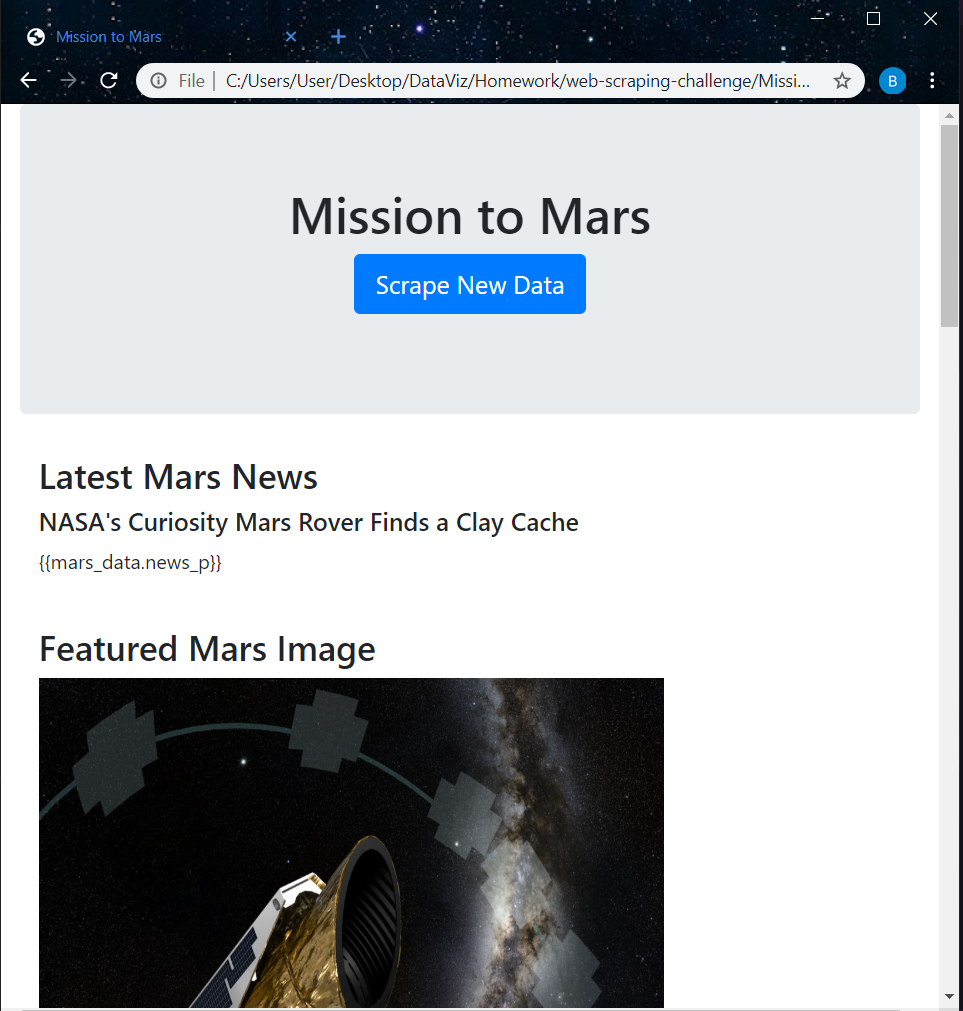 Mission to Mars
File | C:/Users/User/Desktop/DataViz/Homework/web-scraping-challenge/Missi...
B
Mission to Mars
Scrape New Data
Latest Mars News
NASA's Curiosity Mars Rover Finds a Clay Cache
{{mars_data.news_p}}
Featured Mars Image